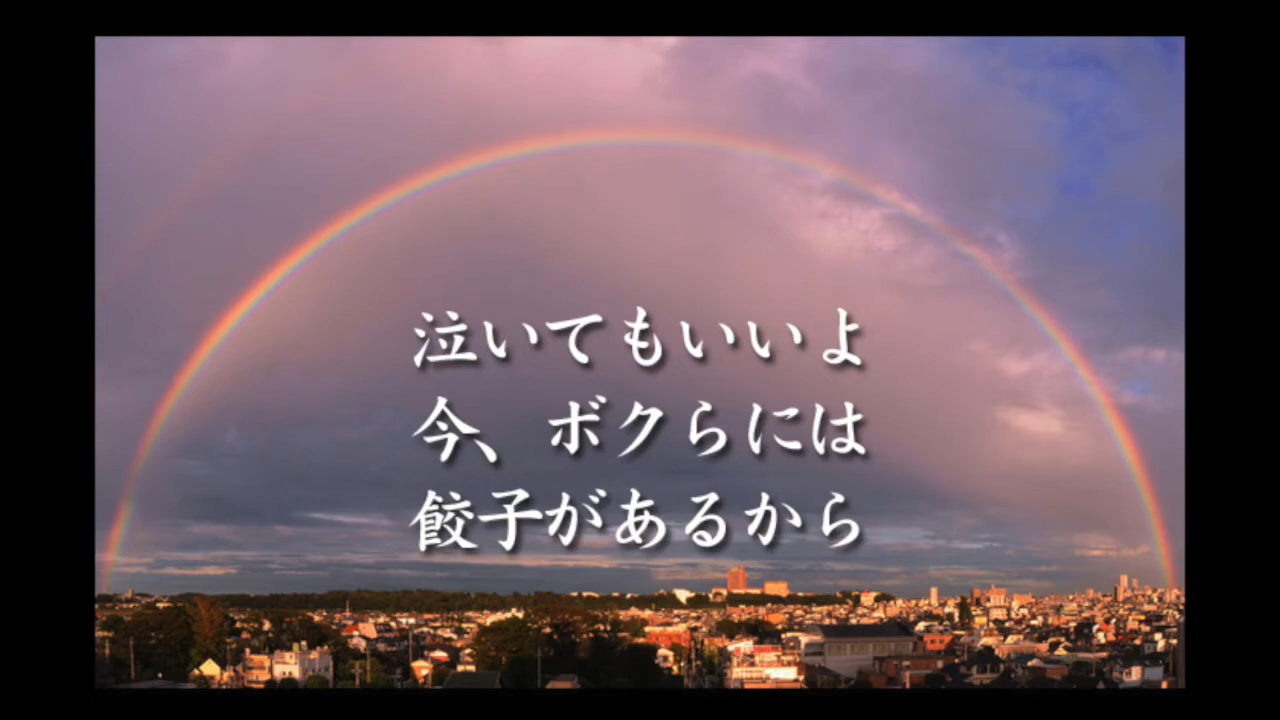 泣いてもいいよ
今、ボクらには
餃子があるから